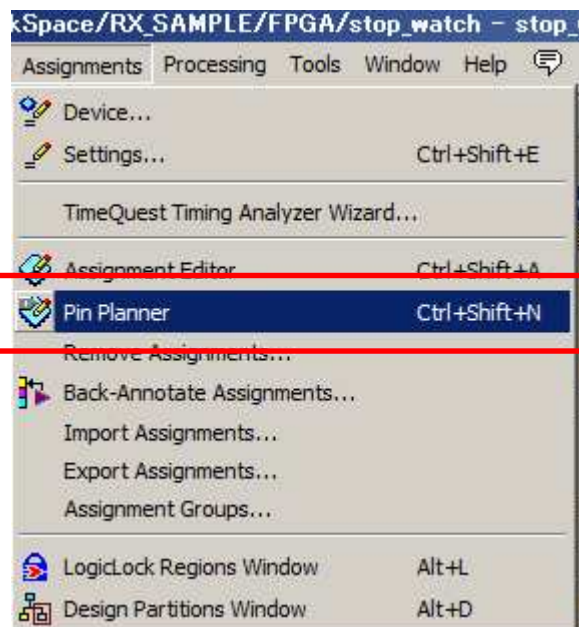 kSpace/RX_SAMPLE/FPGA/stop_watch - stop_
Assignments Processing Tools Window Help
Device...
Settings... Ctrl+Shift+E
TimeQuest Timing Analyzer Wizard...
Assignment Editor Ctrl+Shift+A
Pin Planner Ctrl+Shift+N
Remove Assignments...
Back-Annotate Assignments...
Import Assignments...
Export Assignments...
Assignment Groups...
LogicLock Regions Window Alt+L
Design Partitions Window Alt+D